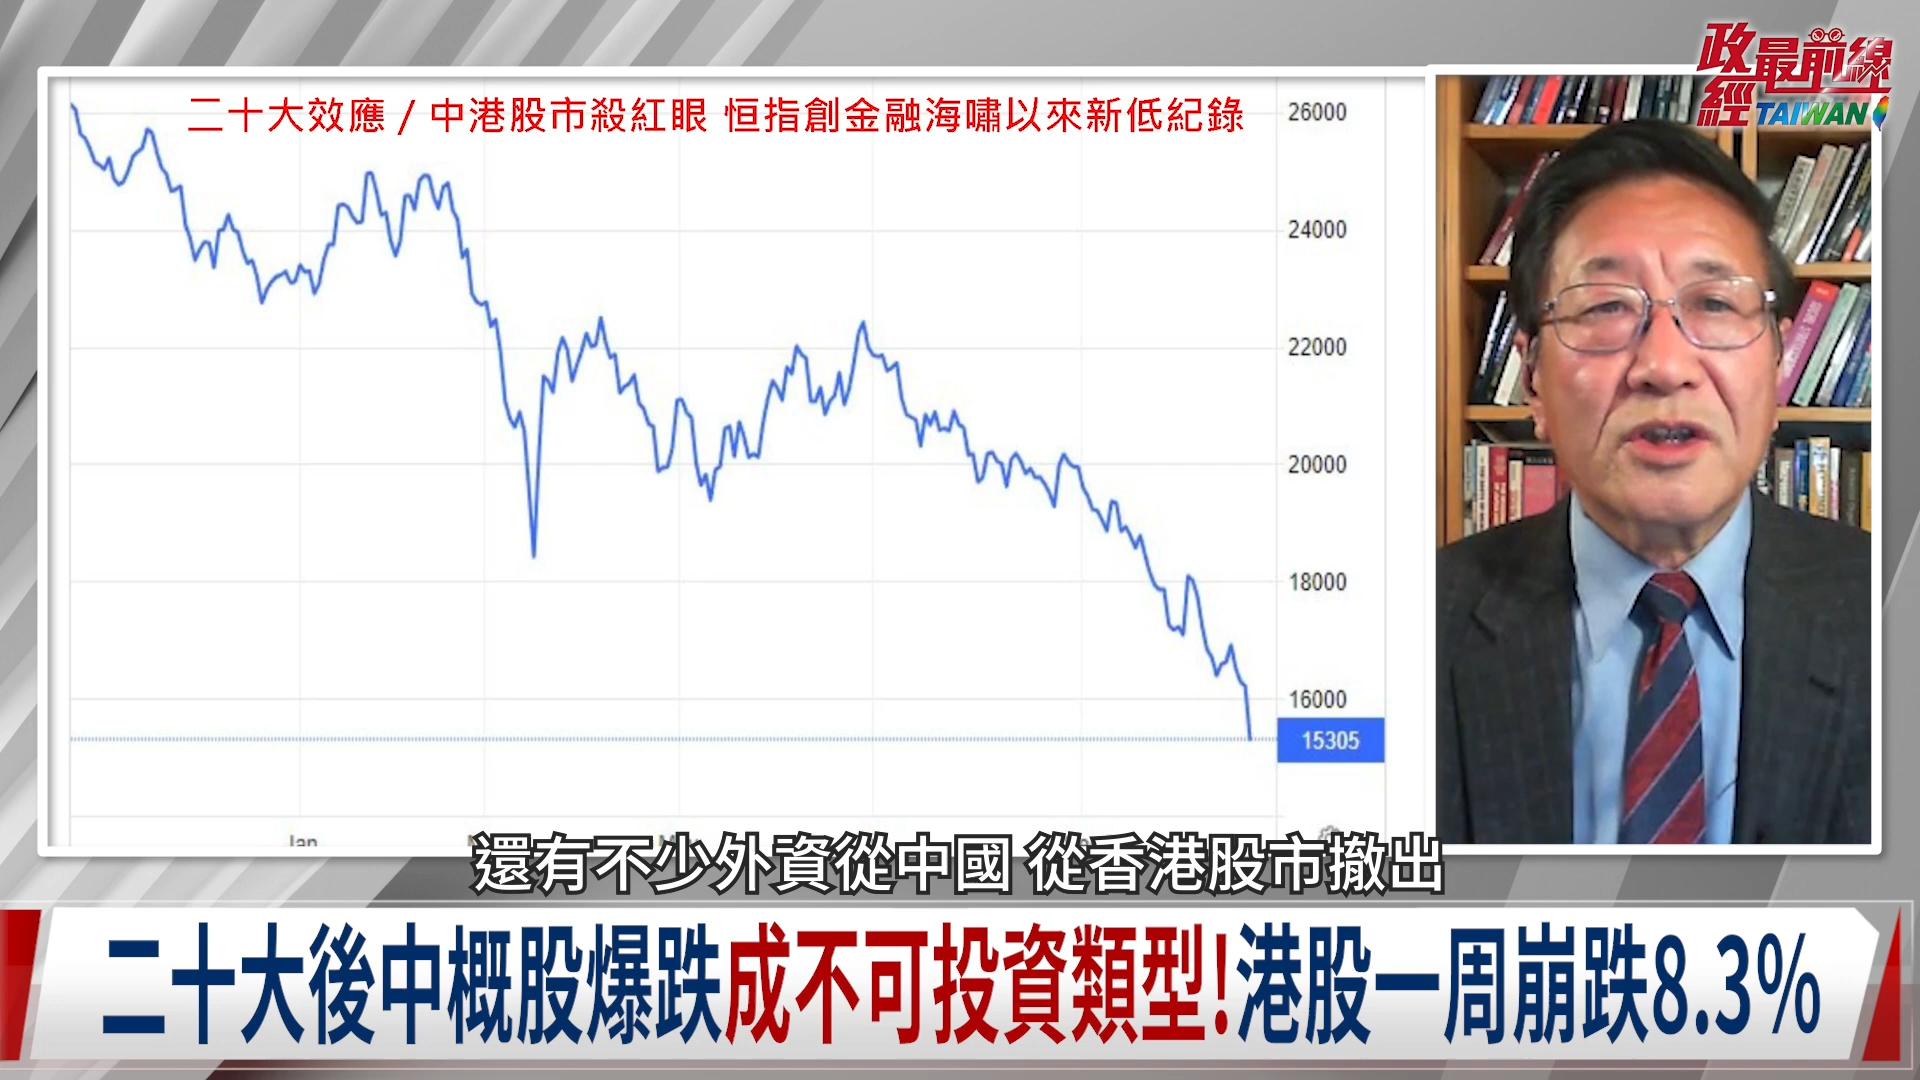 政經最前線
TAIWAN
二十大效應 / 中港股市殺紅眼 恒指創金融海嘯以來新低紀錄
26000
24000
22000
20000
18000
16000
15305
Jan
還有不少外資從中國 從香港股市撤出
二十大後中概股爆跌成不可投資類型!港股一周崩跌8.3%